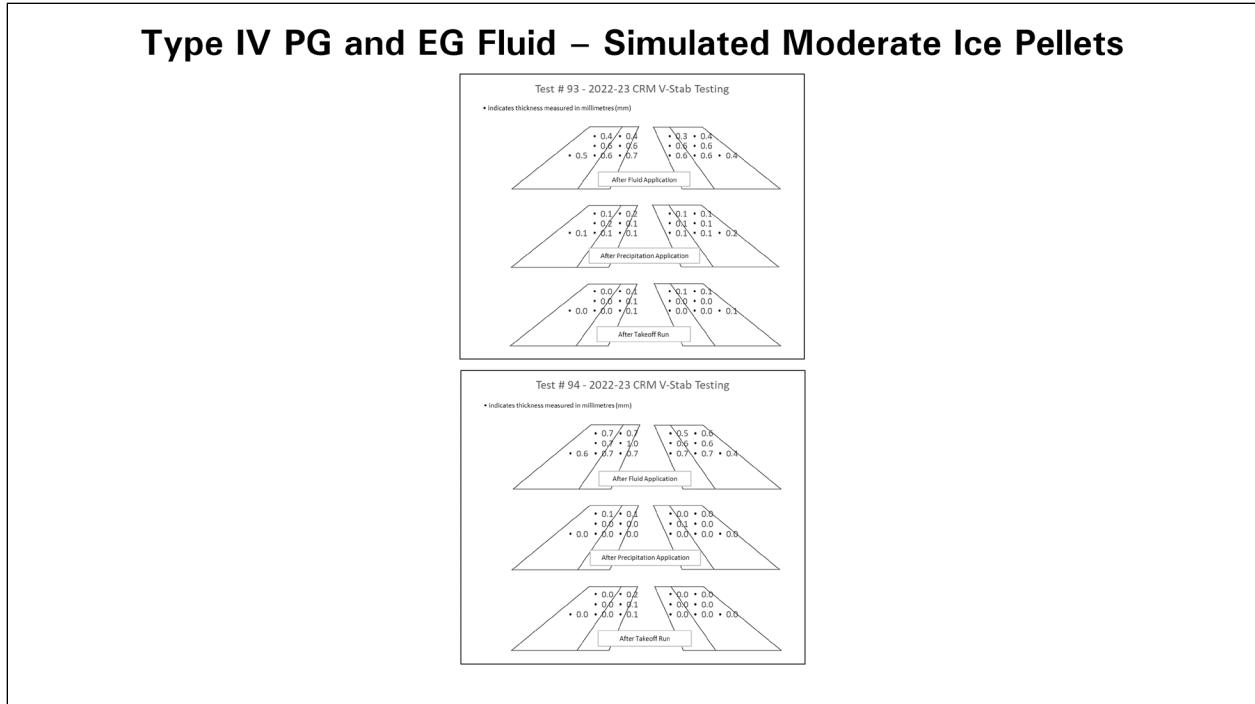 Type IV PG and EG Fluid – Simulated Moderate Ice Pellets
Test # 93 - 2022-23 CRM V-Stab Testing
• indicates thickness measured in millimetres (mm)
• 0.4 • 0.4 • 0.3 • 0.4
• 0.6 • 0.6 • 0.6 • 0.6
• 0.5 • 0.6 • 0.7 • 0.6 • 0.6 • 0.4
After Fluid Application
• 0.1 • 0.2 • 0.1 • 0.1
• 0.2 • 0.1 • 0.1 • 0.1
• 0.1 • 0.1 • 0.1 • 0.1 • 0.1 • 0.2
After Precipitation Application
• 0.0 • 0.1 • 0.1 • 0.1
• 0.0 • 0.1 • 0.0 • 0.0
• 0.0 • 0.0 • 0.1 • 0.0 • 0.0 • 0.1
After Takeoff Run
Test # 94 - 2022-23 CRM V-Stab Testing
• indicates thickness measured in millimetres (mm)
• 0.7 • 0.7 • 0.5 • 0.6
• 0.7 • 1.0 • 0.6 • 0.6
• 0.6 • 0.7 • 0.7 • 0.7 • 0.7 • 0.4
After Fluid Application
• 0.1 • 0.1 • 0.0 • 0.0
• 0.0 • 0.0 • 0.1 • 0.0
• 0.0 • 0.0 • 0.0 • 0.0 • 0.0 • 0.0
After Precipitation Application
• 0.0 • 0.2 • 0.0 • 0.0
• 0.0 • 0.1 • 0.0 • 0.0
• 0.0 • 0.0 • 0.1 • 0.0 • 0.0 • 0.0
After Takeoff Run